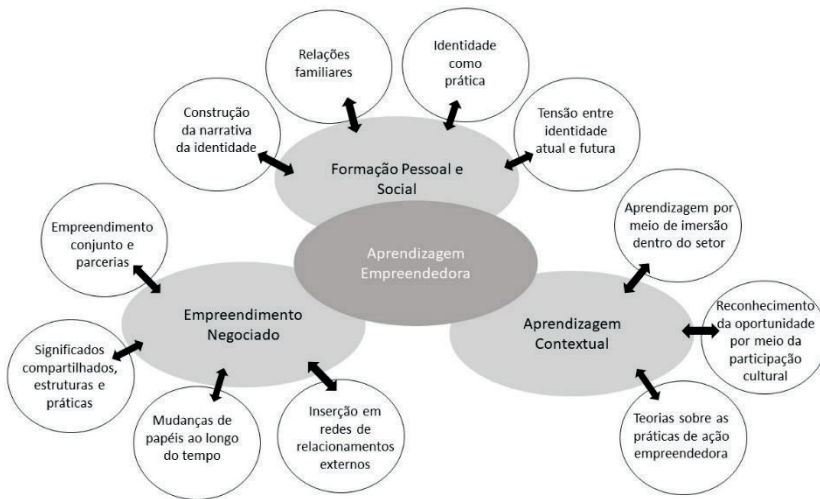 Relações
familiares
Identidade
como
prática
Construção
da narrativa
da identidade
Tensão entre
identidade
atual e futura
Formação Pessoal e
Social
Empreendimento
conjunto e
parcerias
Aprendizagem por
meio de imersão
dentro do setor
Aprendizagem
Empreendedora
Empreendimento
Negociado
Aprendizagem
Contextual
Reconhecimento
da oportunidade
por meio da
participação
cultural
Significados
compartilhados,
estruturas e
práticas
Mudanças de
papéis ao longo
do tempo
Inserção em
redes de
relacionamentos
externos
Teorias sobre as
práticas de ação
empreendedora